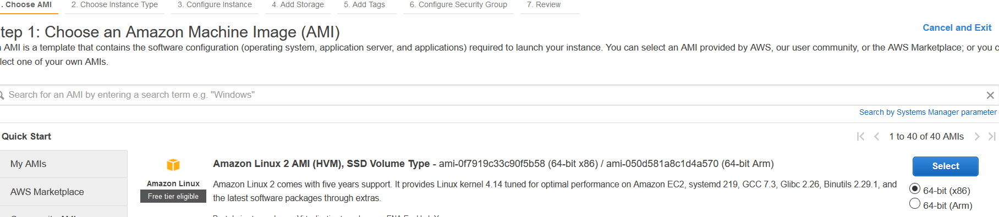 . Choose AMI
2. Choose Instance Type
3. Configure Instance
4. Add Storage
5. Add Tags
6. Configure Security Group
7. Review
tep 1: Choose an Amazon Machine Image (AMI)
Cancel and Exit
AMI is a template that contains the software configuration (operating system, application server, and applications) required to launch your instance. You can select an AMI provided by AWS, our user community, or the AWS Marketplace; or you c
lect one of your own AMIs.
Search for an AMI by entering a search term e.g. "Windows"
Search by Systems Manager parameter
Quick Start
1 to 40 of 40 AMIs
My AMIs
AWS Marketplace
Amazon Linux
Free tier eligible
Amazon Linux 2 AMI (HVM), SSD Volume Type - ami-0f7919c33c90f5b58 (64-bit x86) / ami-050d581a8c1d4a570 (64-bit Arm)
Amazon Linux 2 comes with five years support. It provides Linux kernel 4.14 tuned for optimal performance on Amazon EC2, systemd 219, GCC 7.3, Glibc 2.26, Binutils 2.29.1, and
the latest software packages through extras.
Select
64-bit (x86)
64-bit (Arm)